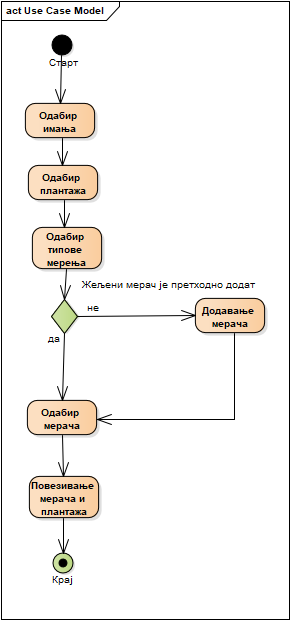 act Use Case Model
Старт
Одабир
имања
Одабир
плантажа
Одабир
типове
мерења
Жељени мерач је претходно додат
не
Додавање
мерача
да
Одабир
мерача
Повезивање
мерача и
плантажа
Крај